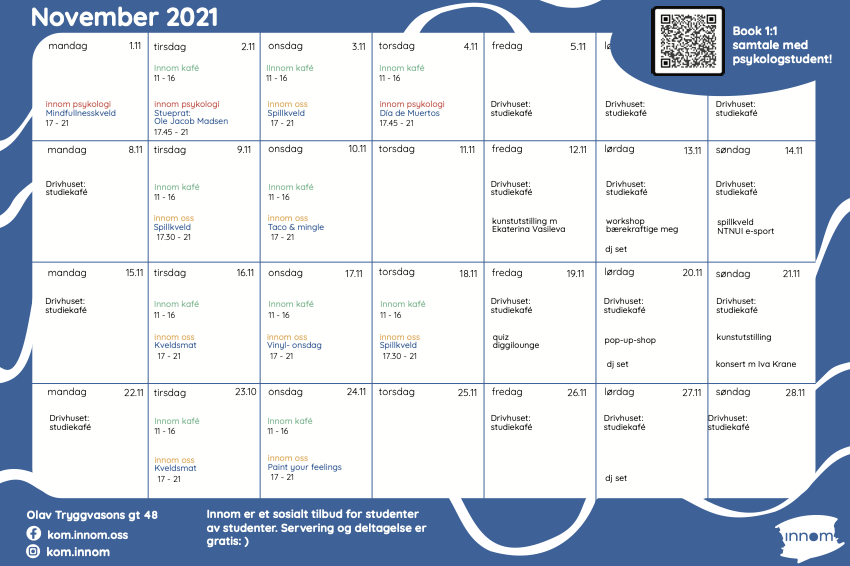 November 2021
Book 1:1
samtale med
psykologstudent!
mandag 1.11
innom psykologi
Mindfullnesskveld
17 - 21
tirsdag 2.11
Innom kafé
11 - 16
innom psykologi
Stueprat:
Ole Jacob Madsen
17.45 - 21
onsdag 3.11
Innom kafé
11 - 16
innom oss
Spillkveld
17 - 21
torsdag 4.11
Innom kafé
11 - 16
innom psykologi
Día de Muertos
17.45 - 21
fredag 5.11
Drivhuset:
studiekafé
lø
Drivhuset:
studiekafé
Drivhuset:
studiekafé
mandag 8.11
Drivhuset:
studiekafé
tirsdag 9.11
Innom kafé
11 - 16
innom oss
Spillkveld
17.30 - 21
onsdag 10.11
Innom kafé
11 - 16
innom oss
Taco & mingle
17 - 21
torsdag 11.11
fredag 12.11
Drivhuset:
studiekafé
kunstutstilling m
Ekaterina Vasileva
lørdag 13.11
Drivhuset:
studiekafé
workshop
bærekraftige meg
dj set
søndag 14.11
Drivhuset:
studiekafé
spillkveld
NTNUI e-sport
mandag 15.11
Drivhuset:
studiekafé
tirsdag 16.11
Innom kafé
11 - 16
innom oss
Kveldsmat
17 - 21
onsdag 17.11
Innom kafé
11 - 16
innom oss
Vinyl- onsdag
17 - 21
torsdag 18.11
Innom kafé
11 - 16
innom oss
Spillkveld
17.30 - 21
fredag 19.11
Drivhuset:
studiekafé
quiz
diggilounge
lørdag 20.11
Drivhuset:
studiekafé
pop-up-shop
dj set
søndag 21.11
Drivhuset:
studiekafé
kunstutstilling
konsert m Iva Krane
mandag 22.11
Drivhuset:
studiekafé
tirsdag 23.10
Innom kafé
11 - 16
innom oss
Kveldsmat
17 - 21
onsdag 24.11
Innom kafé
11 - 16
innom oss
Paint your feelings
17 - 21
torsdag 25.11
fredag 26.11
Drivhuset:
studiekafé
lørdag 27.11
Drivhuset:
studiekafé
dj set
søndag 28.11
Drivhuset:
studiekafé
Olav Tryggvasons gt 48
kom.innom.oss
kom.innom
Innom er et sosialt tilbud for studenter
av studenter. Servering og deltagelse er
gratis: )
innom